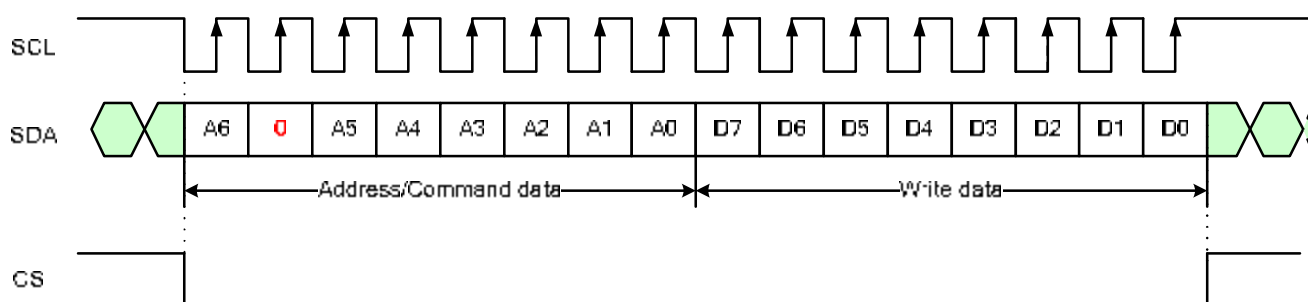 SCL
SDA A6 0 A5 A4 A3 A2 A1 A0 D7 D6 D5 D4 D3 D2 D1 D0
Address/Command data Write data
CS